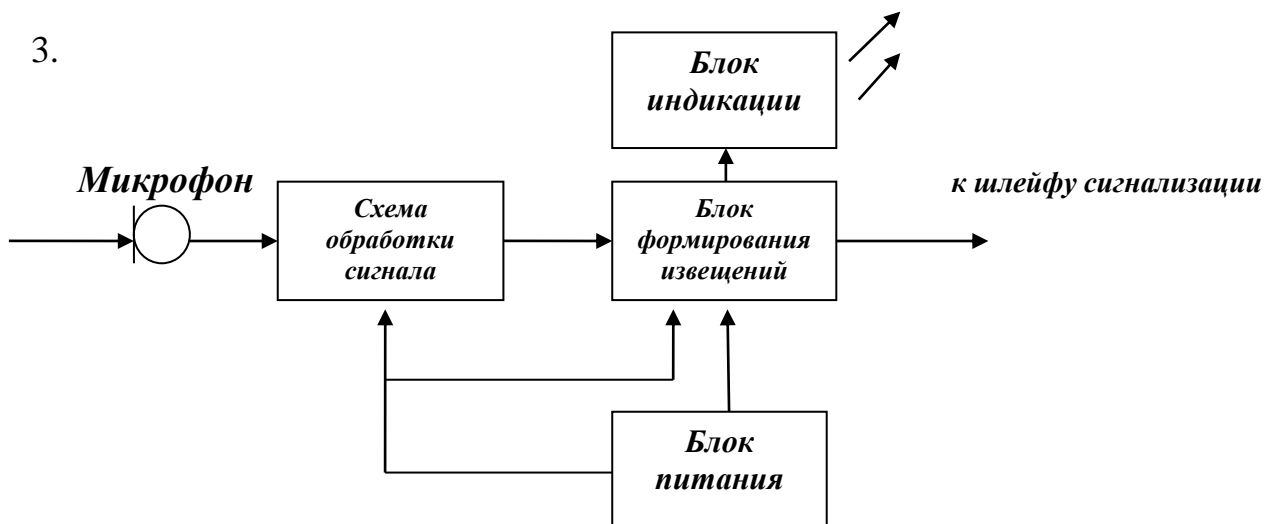 3.
Блок
индикации
Микрофон
к шлейфу сигнализации
Схема
обработки
сигнала
Блок
формирования
извещений
Блок
питания